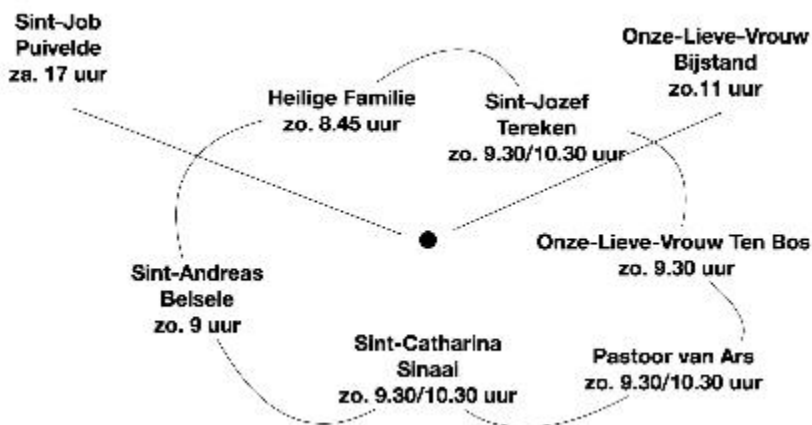 Sint-Job
Puivelde
za. 17 uur
Onze-Lieve-Vrouw
Bijstand
zo.11 uur
Heilige Familie
zo. 8.45 uur
Sint-Jozef
Tereken
zo. 9.30/10.30 uur
Onze-Lieve-Vrouw Ten Bos
zo. 9.30 uur
Sint-Andreas
Belsele
zo. 9 uur
Sint-Catharina
Sinaai
zo. 9.30/10.30 uur
Pastoor van Ars
zo. 9.30/10.30 uur